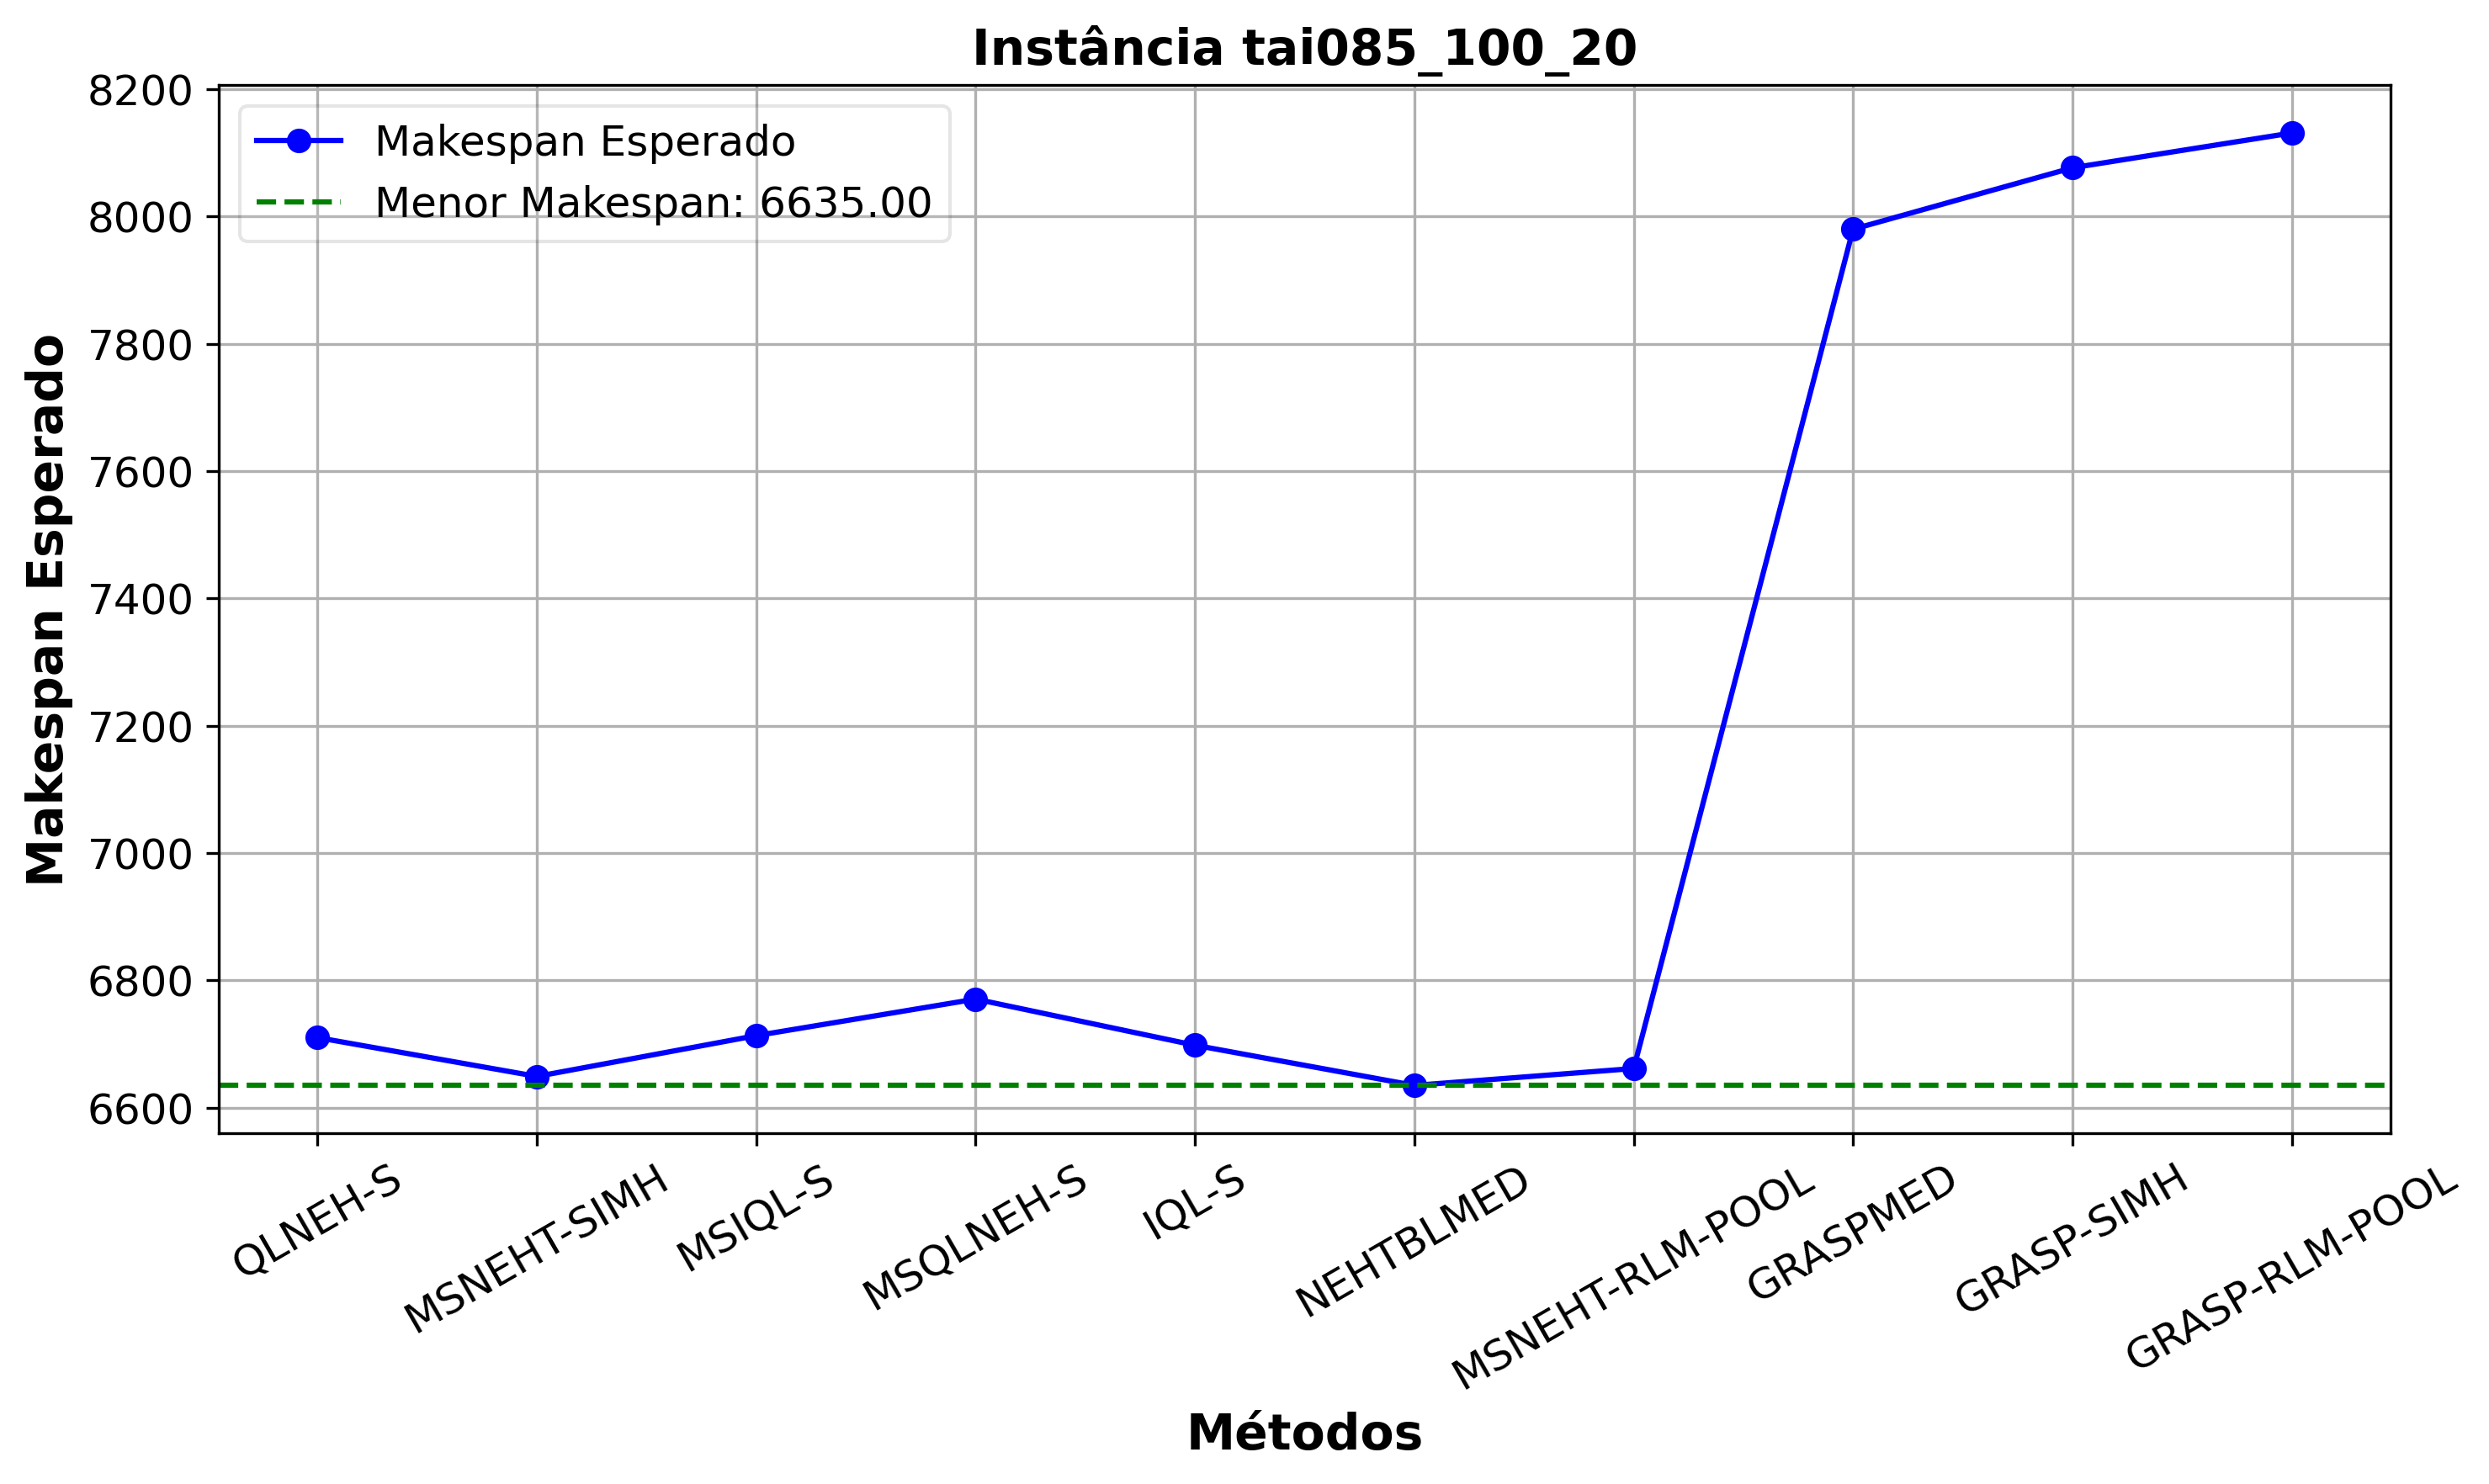 Instância tai085_100_20
Makespan Esperado
Menor Makespan: 6635.00
Makespan Esperado
8200
8000
7800
7600
7400
7200
7000
6800
6600
QLNEH-S
MSNEHT-SIMH
MSIQL-S
MSQLNEH-S
IQL-S
NEHTBLMED
MSNEHT-RLM-POOL
GRASPMED
GRASP-SIMH
GRASP-RLM-POOL
Métodos